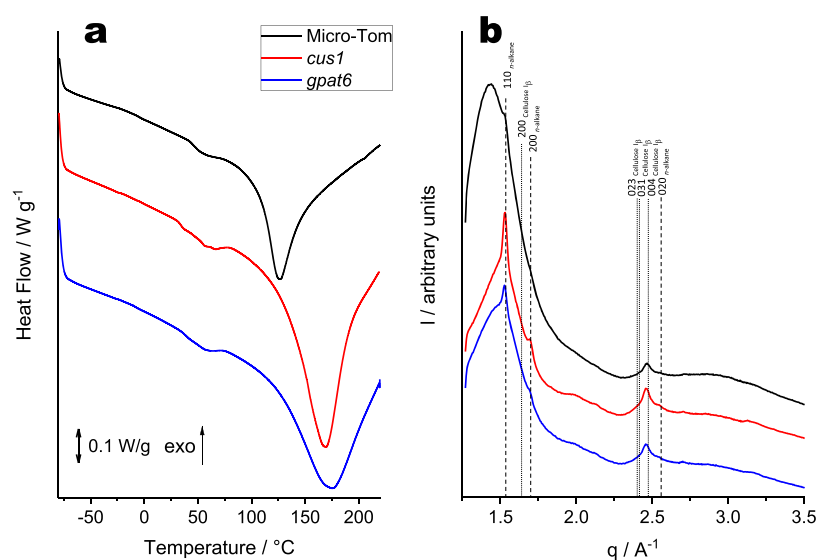 a
Micro-Tom
cus1
gpat6
Heat Flow / W g-1
0.1 W/g
exo
-50
0
50
100
150
200
Temperature / °C
b
110 n-alkane
200 Cellulose Iβ
200 n-alkane
023 Cellulose Iβ
031 Cellulose Iβ
004 Cellulose Iβ
020 n-alkane
I / arbitrary units
1.5
2.0
2.5
3.0
3.5
q / A-1